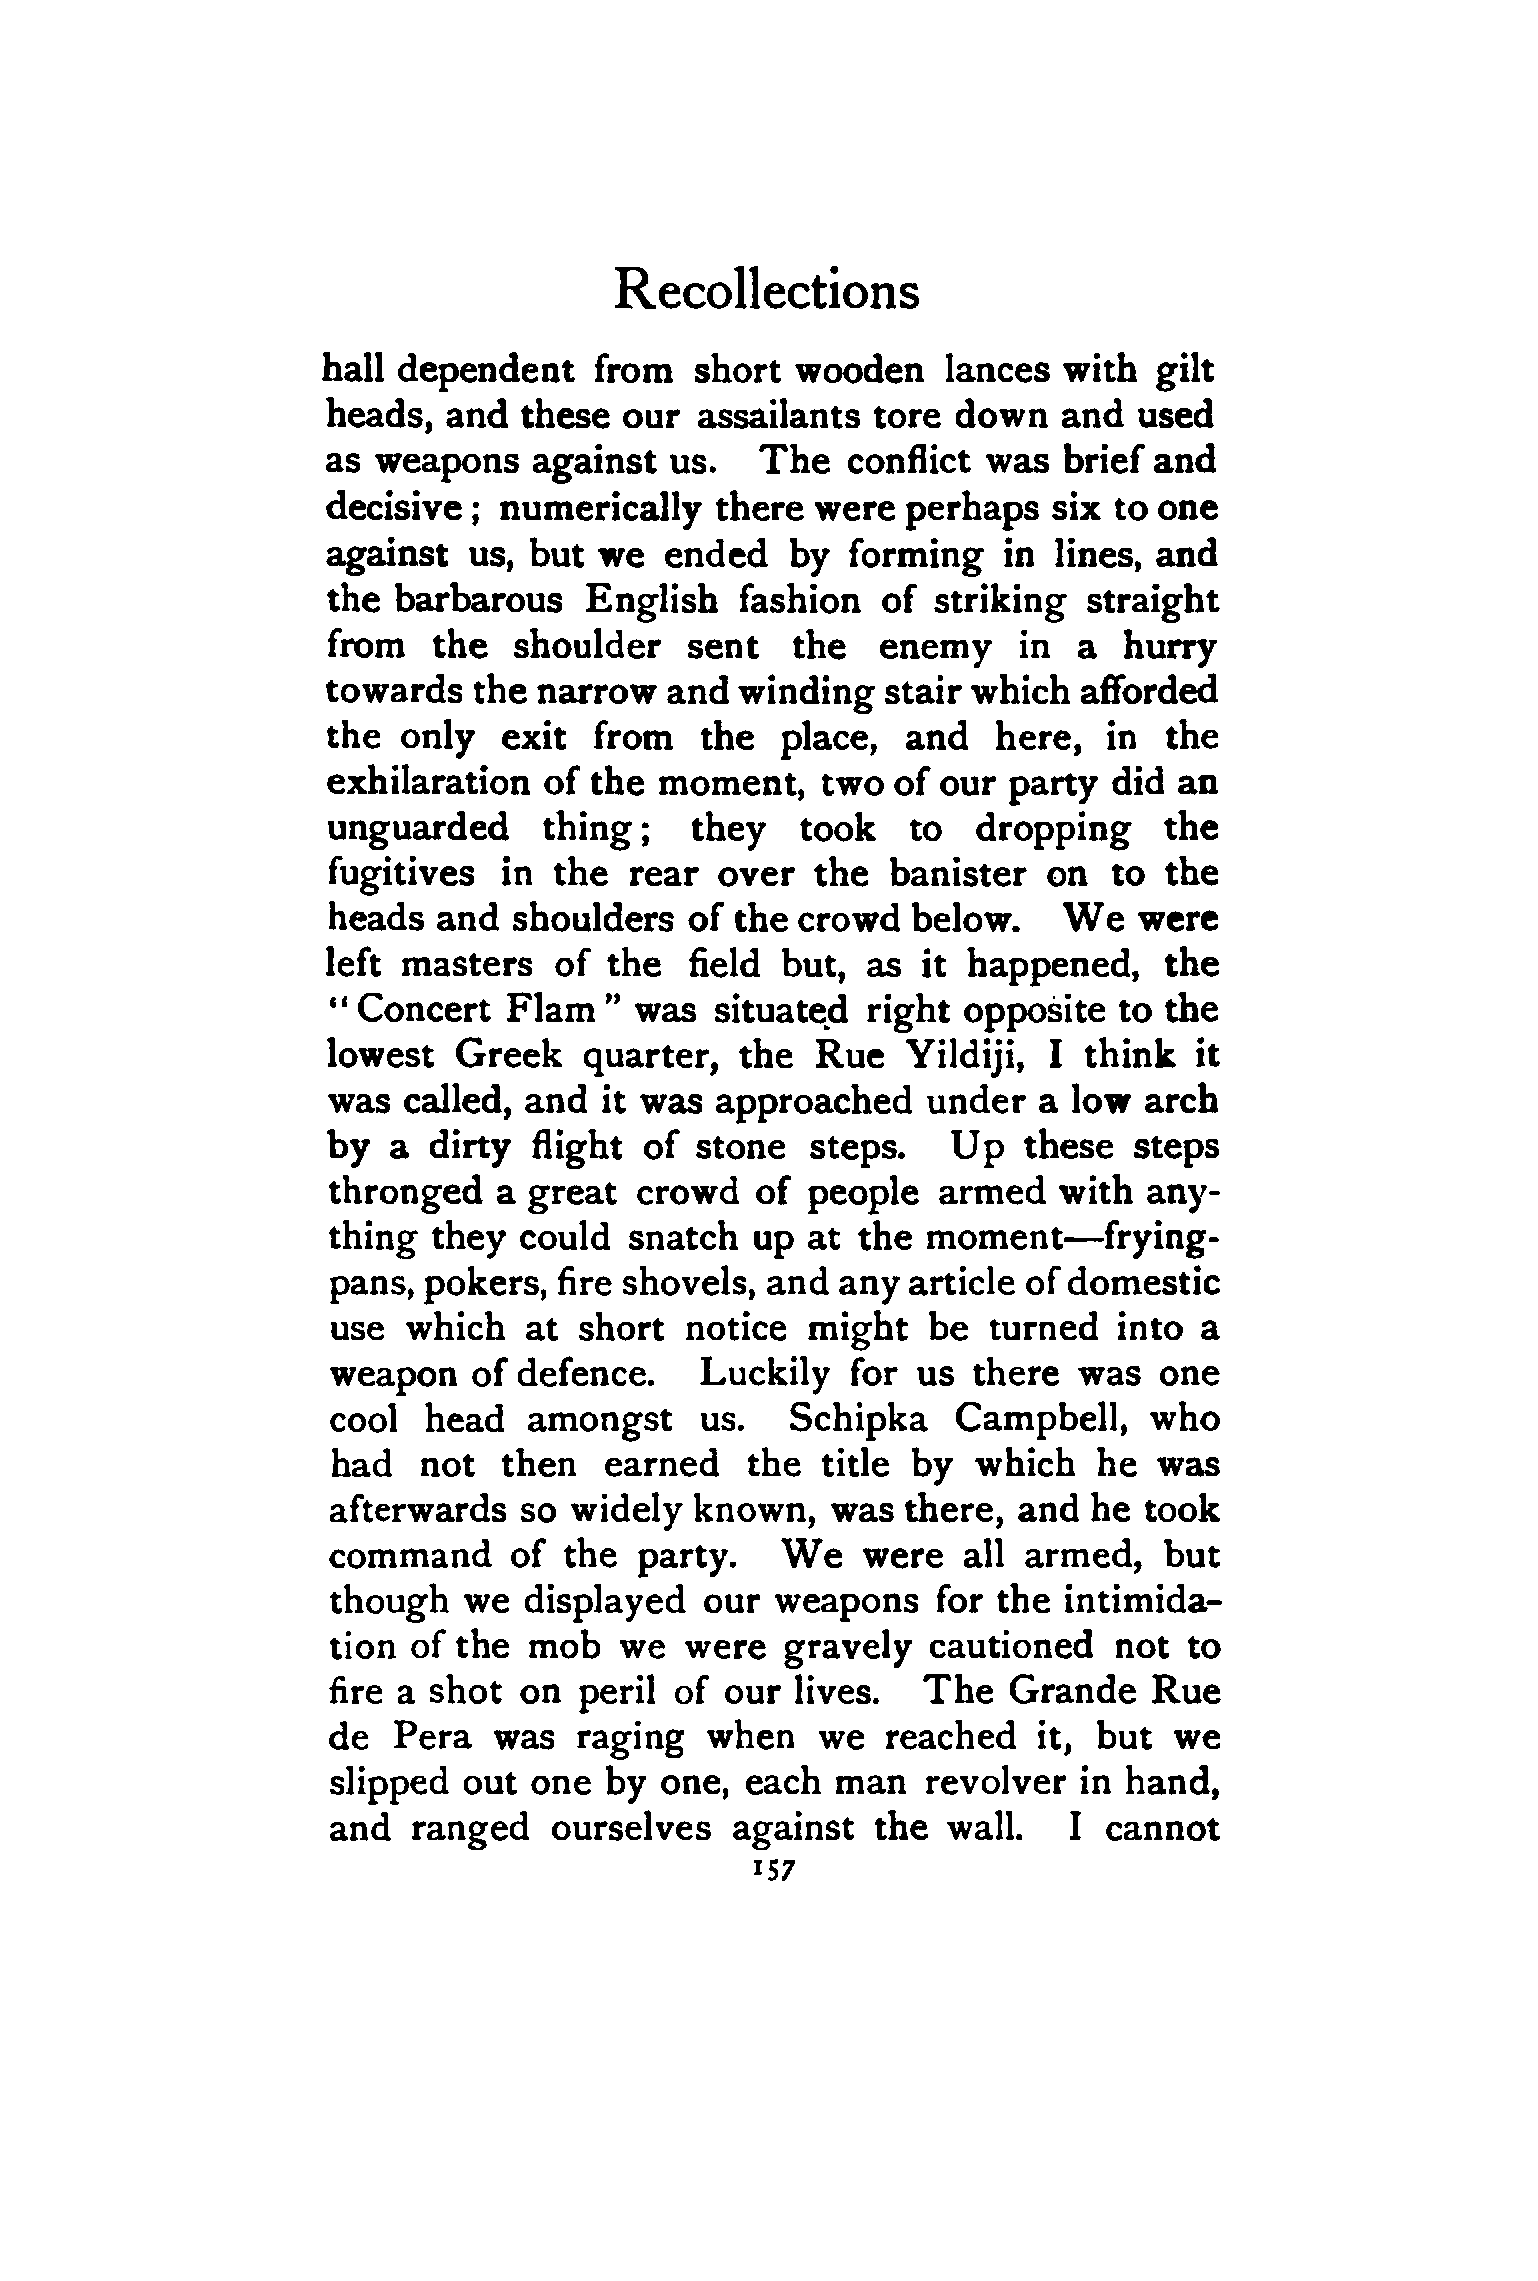 Recollections
hall dependent from short wooden lances with gilt
heads, and these our assailants tore down and used
as weapons against us. The conflict was brief and
decisive ; numerically there were perhaps six to one
against us, but we ended by forming in lines, and
the barbarous English fashion of striking straight
from the shoulder sent the enemy in a hurry
towards the narrow and winding stair which afforded
the only exit from the place, and here, in the
exhilaration of the moment, two of our party did an
unguarded thing ; they took to dropping the
fugitives in the rear over the banister on to the
heads and shoulders of the crowd below. We were
left masters of the field but, as it happened, the
“ Concert Flam ” was situated right opposite to the
lowest Greek quarter, the Rue Yildiji, I think it
was called, and it was approached under a low arch
by a dirty flight of stone steps. Up these steps
thronged a great crowd of people armed with any-
thing they could snatch up at the moment—frying-
pans, pokers, fire shovels, and any article of domestic
use which at short notice might be turned into a
weapon of defence. Luckily for us there was one
cool head amongst us. Schipka Campbell, who
had not then earned the title by which he was
afterwards so widely known, was there, and he took
command of the party. We were all armed, but
though we displayed our weapons for the intimida-
tion of the mob we were gravely cautioned not to
fire a shot on peril of our lives. The Grande Rue
de Pera was raging when we reached it, but we
slipped out one by one, each man revolver in hand,
and ranged ourselves against the wall. I cannot
157